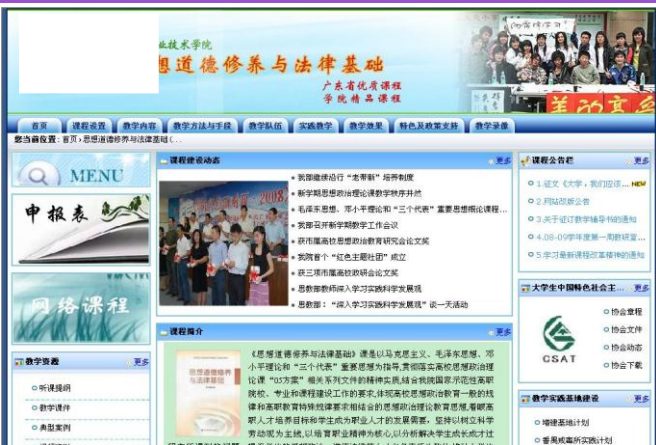 业技术学院
想道德修养与法律基础
广东省优质课程
学院精品课程
首页 课程设置 教学内容 教学方法与手段 教学队伍 实践教学 教学效果 特色及政策支持 教学录像
您当前位置：首页>思想道德修养与法律基础(...
MENU
申报表
网络课程
教学资源 更多
听课提纲
教学课件
典型案例
课程建设动态 更多
我部继续沿行“老带新”培养制度
新学期思想政治理论课教学秩序井然
毛泽东思想、邓小平理论和“三个代表”重要思想概论课程...
我部召开新学期教学工作会议
获市属高校思想政治教育研究会论文奖
我院首个“红色主题社团”成立
获三项市属高校政研会论文奖
思教部教师深入学习实践科学发展观
思教部：“深入学习实践科学发展观”谈一天活动
课程简介 更多
思想道德修养
与法律基础
《思想道德修养与法律基础》课是以马克思主义、毛泽东思想、邓
小平理论和“三个代表”重要思想为指导,贯彻落实高校思想政治理
论课“05方案”相关系列文件的精神实质,结合我院国家示范性高职
院校、专业和课程建设工作的要求,体现高校思想政治教育一般的规
律和高职教育特殊规律要求相结合的思想政治理论教育思想,着眼高
职人才培养目标和学生成为职业人才的发展需要，坚持以树立科学
劳动观为主线,以培育职业精神为核心,以分析解决学生成长成才过
课程公告栏 更多
1.征文《大学，我们应该... NEW
2.网站改版公告
3.关于征订教学辅导书的通知
4.08-09学年度第一周教研室...
5.学习最新课程改革精神的通知
大学生中国特色社会主... 更多
CSAT
协会章程
协会文件
协会动态
协会下载
教学实践基地建设 更多
增建基地计划
番禺戒毒所实践计划